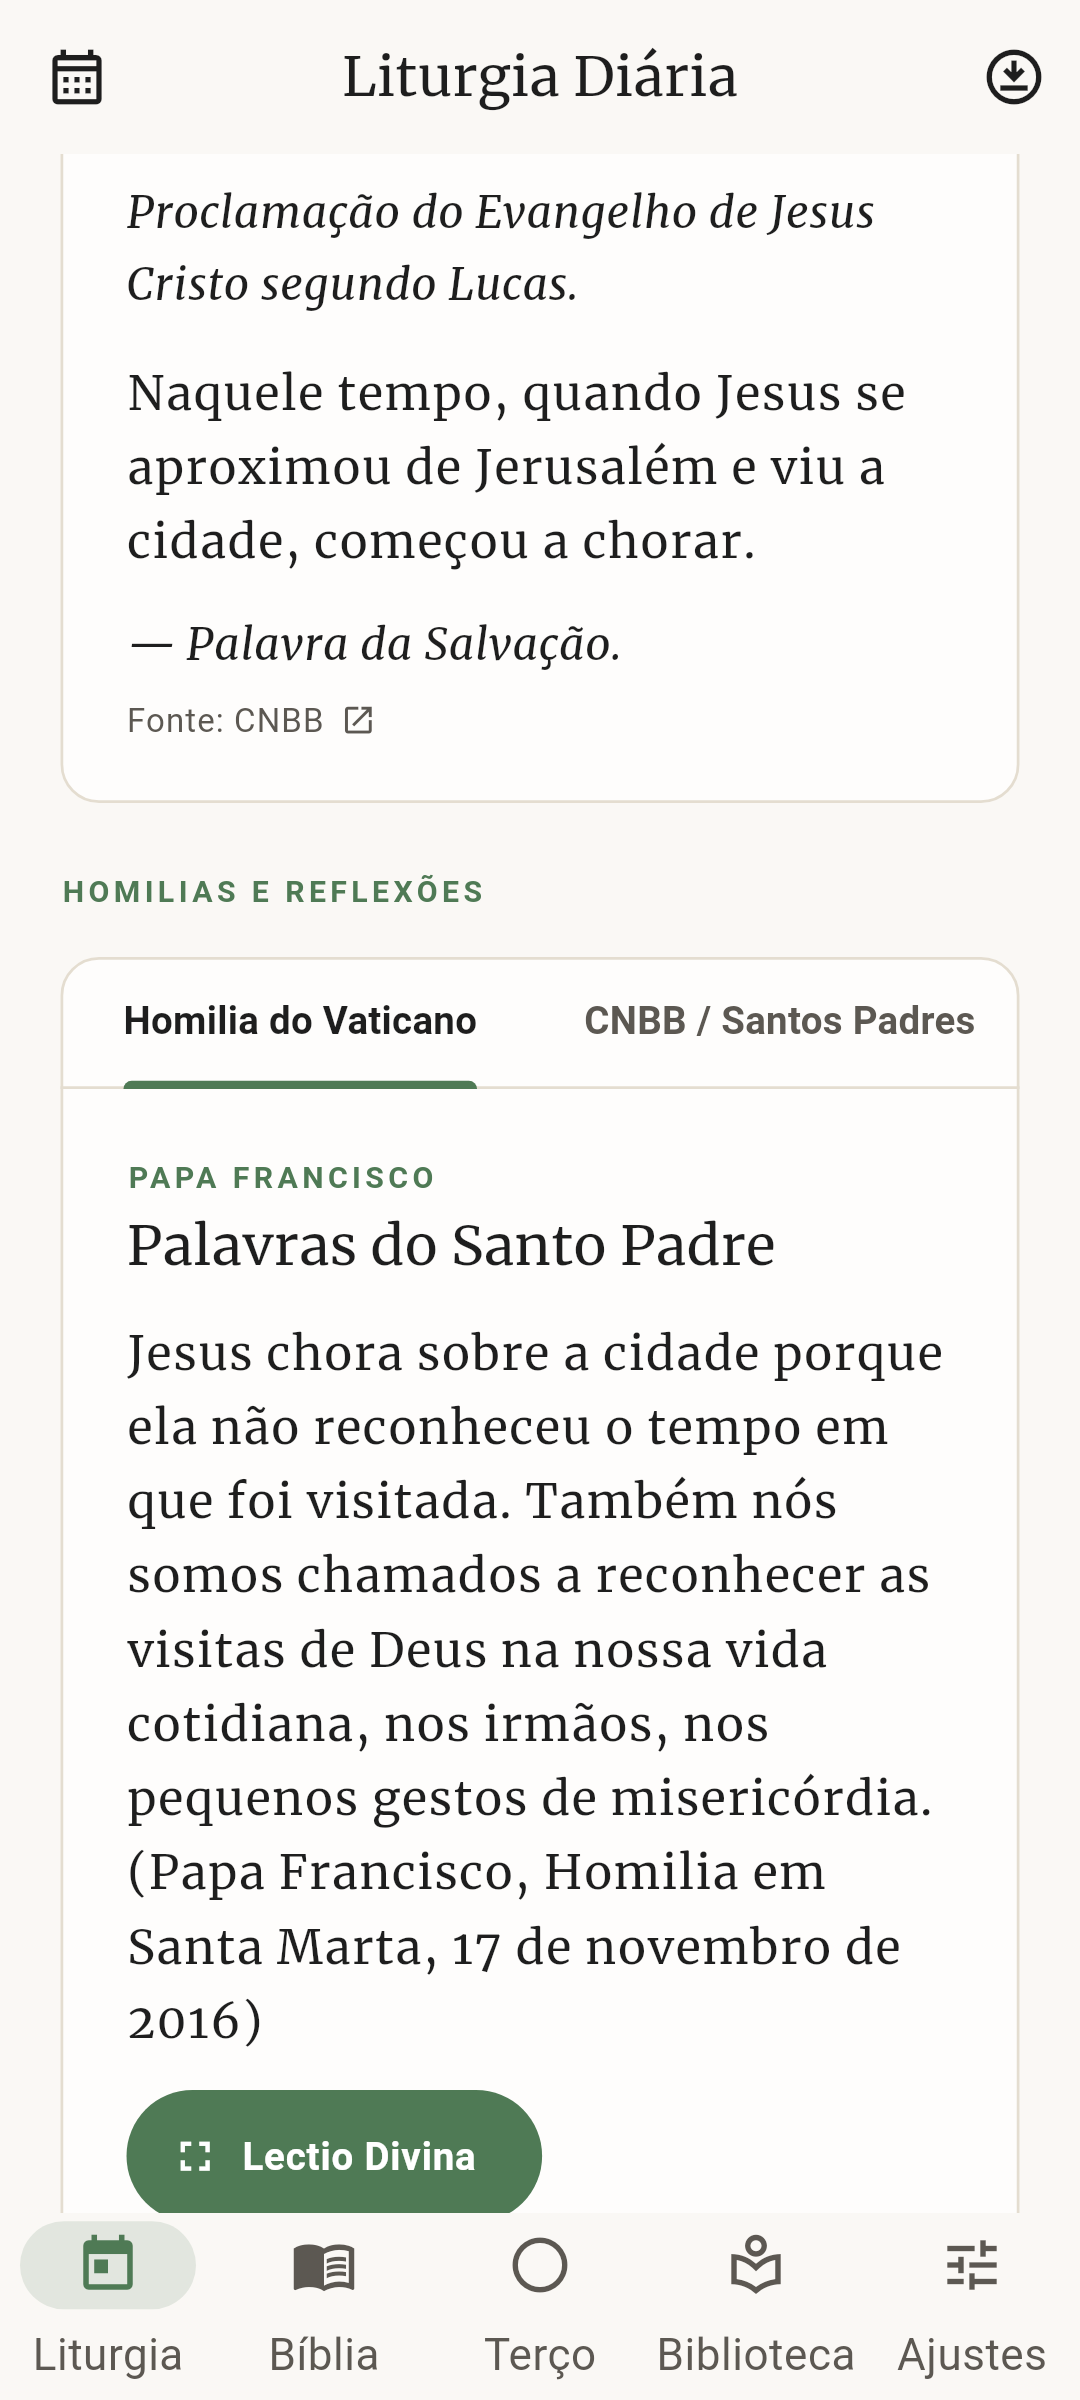 Liturgia Diária
Proclamação do Evangelho de Jesus
Cristo segundo Lucas.
Naquele tempo, quando Jesus se
aproximou de Jerusalém e viu a
cidade, começou a chorar.
— Palavra da Salvação.
Fonte: CNBB
HOMILIAS E REFLEXÕES
Homilia do Vaticano
CNBB / Santos Padres
PAPA FRANCISCO
Palavras do Santo Padre
Jesus chora sobre a cidade porque
ela não reconheceu o tempo em
que foi visitada. Também nós
somos chamados a reconhecer as
visitas de Deus na nossa vida
cotidiana, nos irmãos, nos
pequenos gestos de misericórdia.
(Papa Francisco, Homilia em
Santa Marta, 17 de novembro de
2016)
Lectio Divina
Liturgia
Bíblia
Terço
Biblioteca
Ajustes